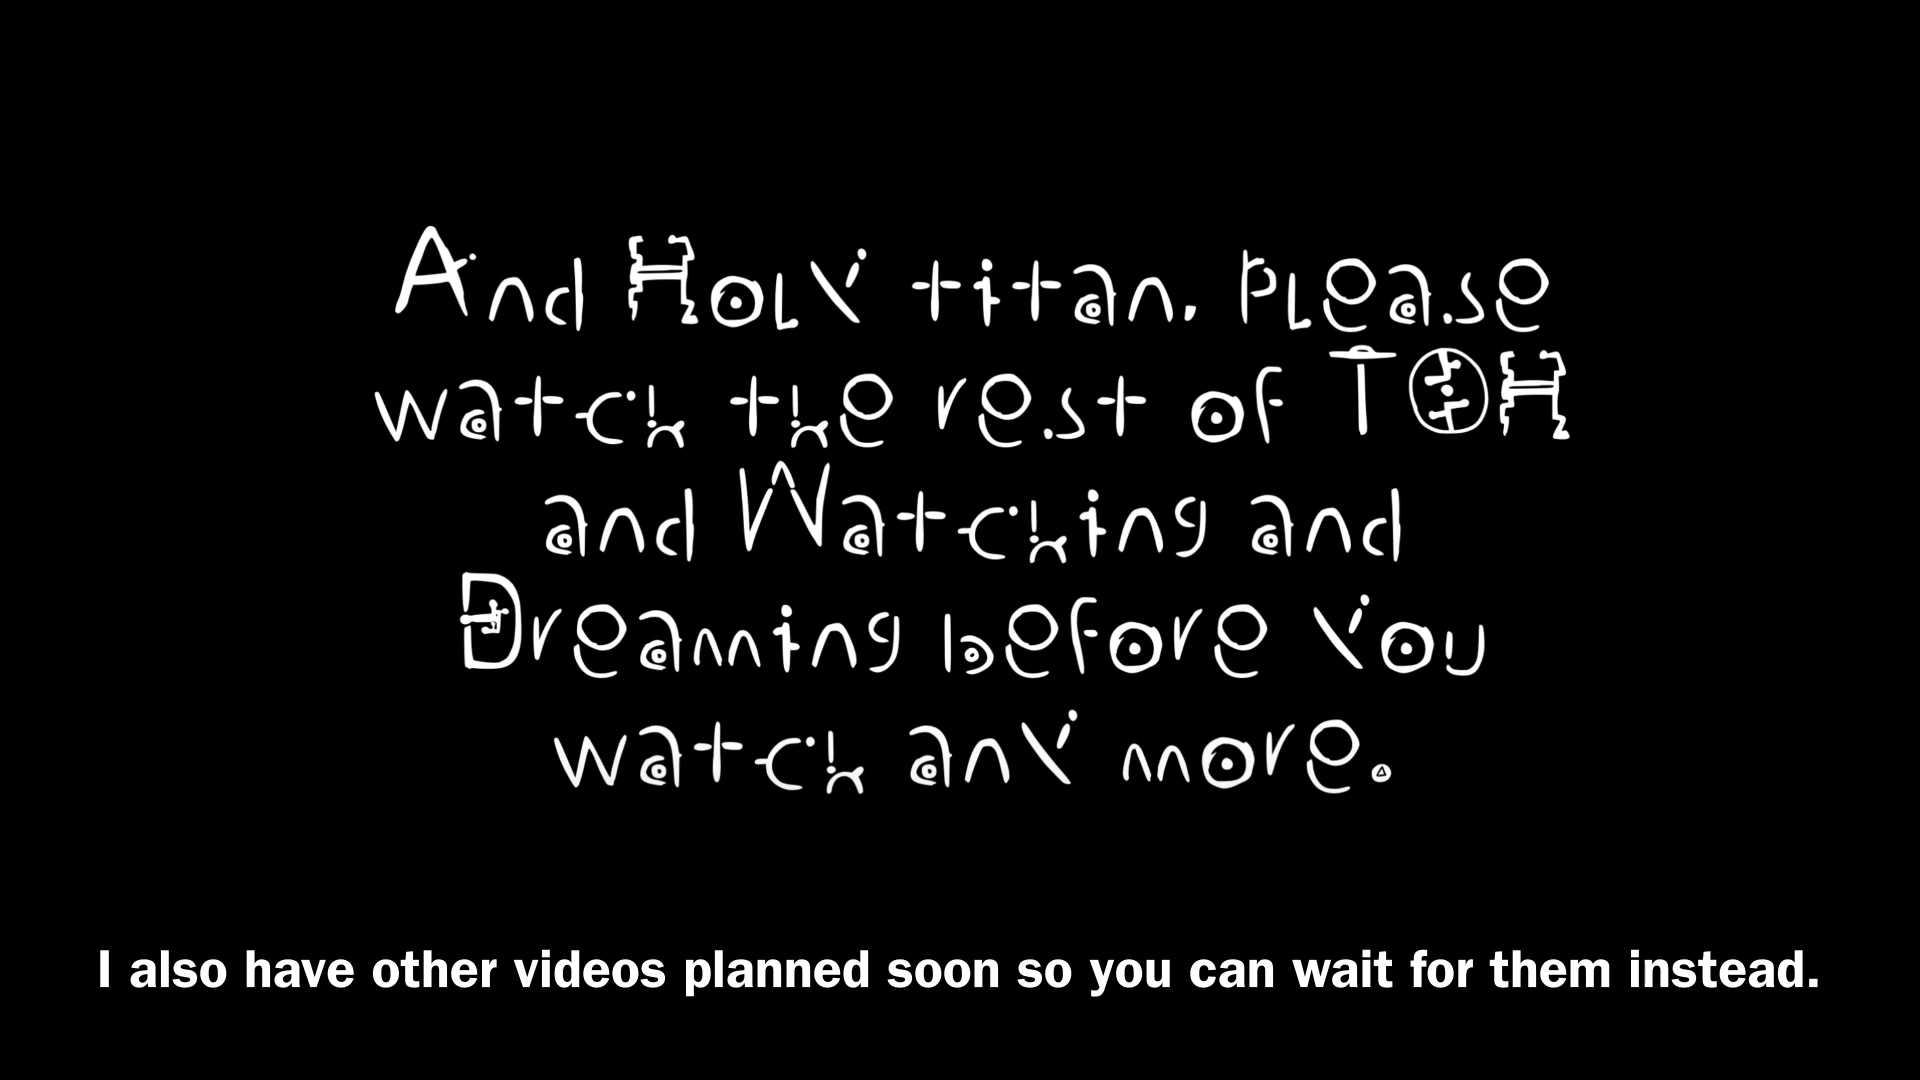 And Holy titan, please
watch the rest of TOH
and Watching and
Dreaming before you
watch any more.
I also have other videos planned soon so you can wait for them instead.